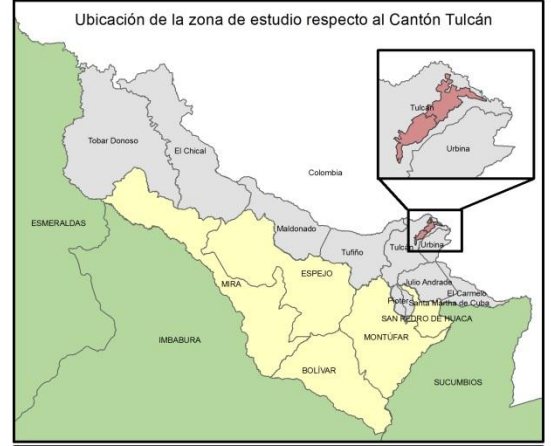 Ubicación de la zona de estudio respecto al Cantón Tulcán
Tulcán
Urbina
Tobar Donoso
El Chical
Colombia
ESMERALDAS
Maldonado
Tufiño
Tulcán
Urbina
MIRA
ESPEJO
Julio Andrade
El Carmelo
Pioter
Santa Martha de Cuba
SAN PEDRO DE HUACA
MONTÚFAR
IMBABURA
BOLÍVAR
SUCUMBIOS